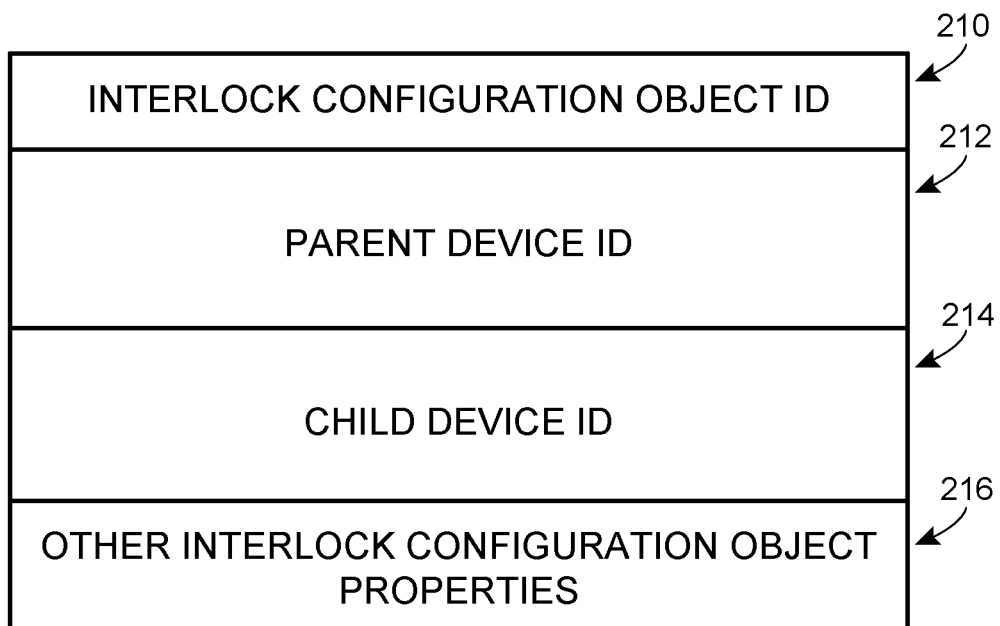 210
INTERLOCK CONFIGURATION OBJECT ID
212
PARENT DEVICE ID
214
CHILD DEVICE ID
216
OTHER INTERLOCK CONFIGURATION OBJECT
PROPERTIES